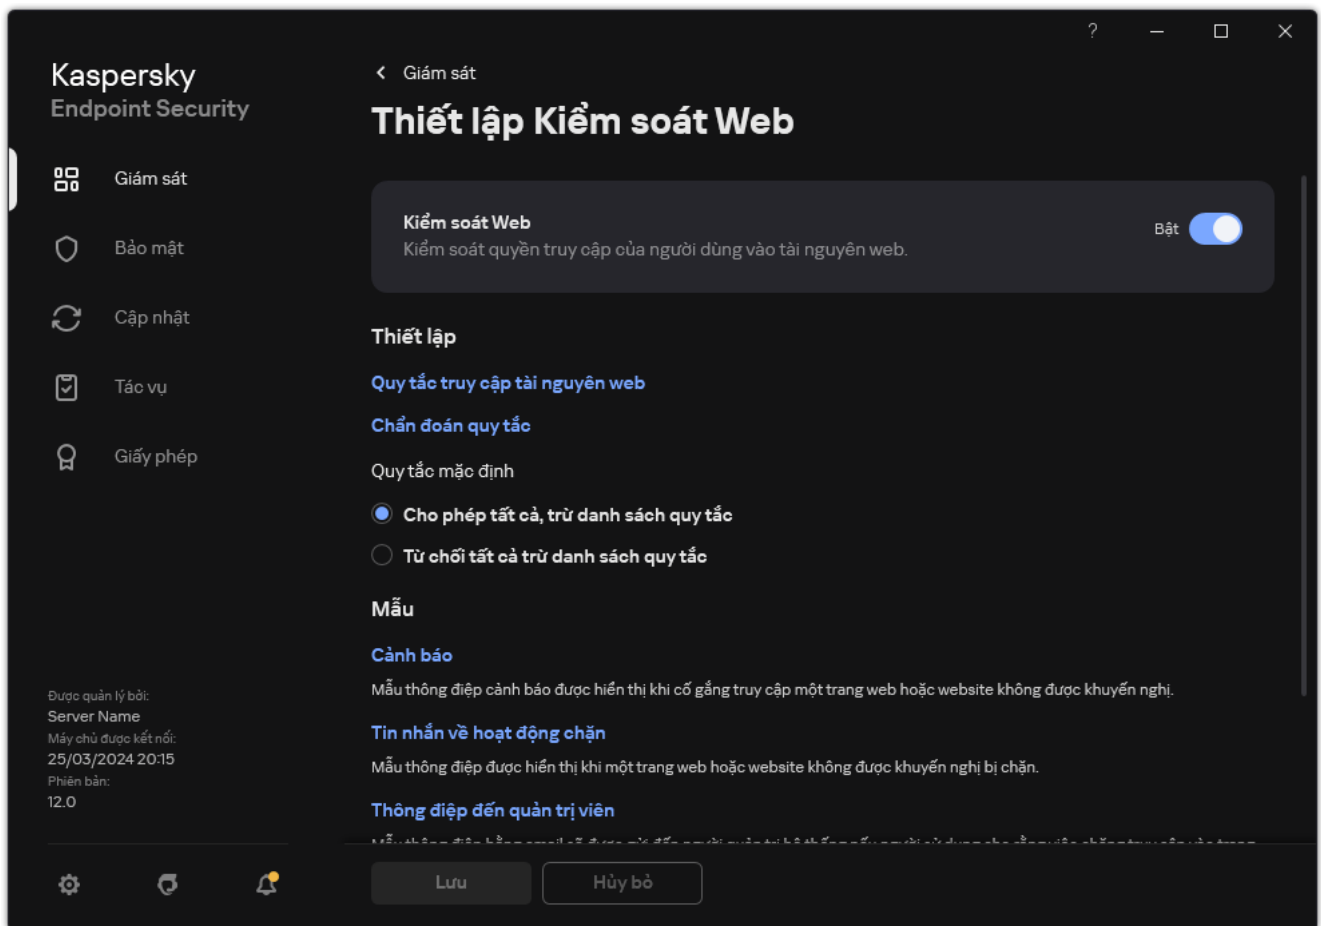 ?
Kaspersky
Endpoint Security
Giám sát
Bảo mật
Cập nhật
Tác vụ
Giấy phép
Được quản lý bởi:
Server Name
Máy chủ được kết nối:
25/03/2024 20:15
Phiên bản:
12.0
Giám sát
Thiết lập Kiểm soát Web
Kiểm soát Web
Kiểm soát quyền truy cập của người dùng vào tài nguyên web.
Bật
Thiết lập
Quy tắc truy cập tài nguyên web
Chẩn đoán quy tắc
Quy tắc mặc định
Cho phép tất cả, trừ danh sách quy tắc
Từ chối tất cả trừ danh sách quy tắc
Mẫu
Cảnh báo
Mẫu thông điệp cảnh báo được hiển thị khi cố gắng truy cập một trang web hoặc website không được khuyến nghị.
Tin nhắn về hoạt động chặn
Mẫu thông điệp được hiển thị khi một trang web hoặc website không được khuyến nghị bị chặn.
Thông điệp đến quản trị viên
Lưu
Hủy bỏ